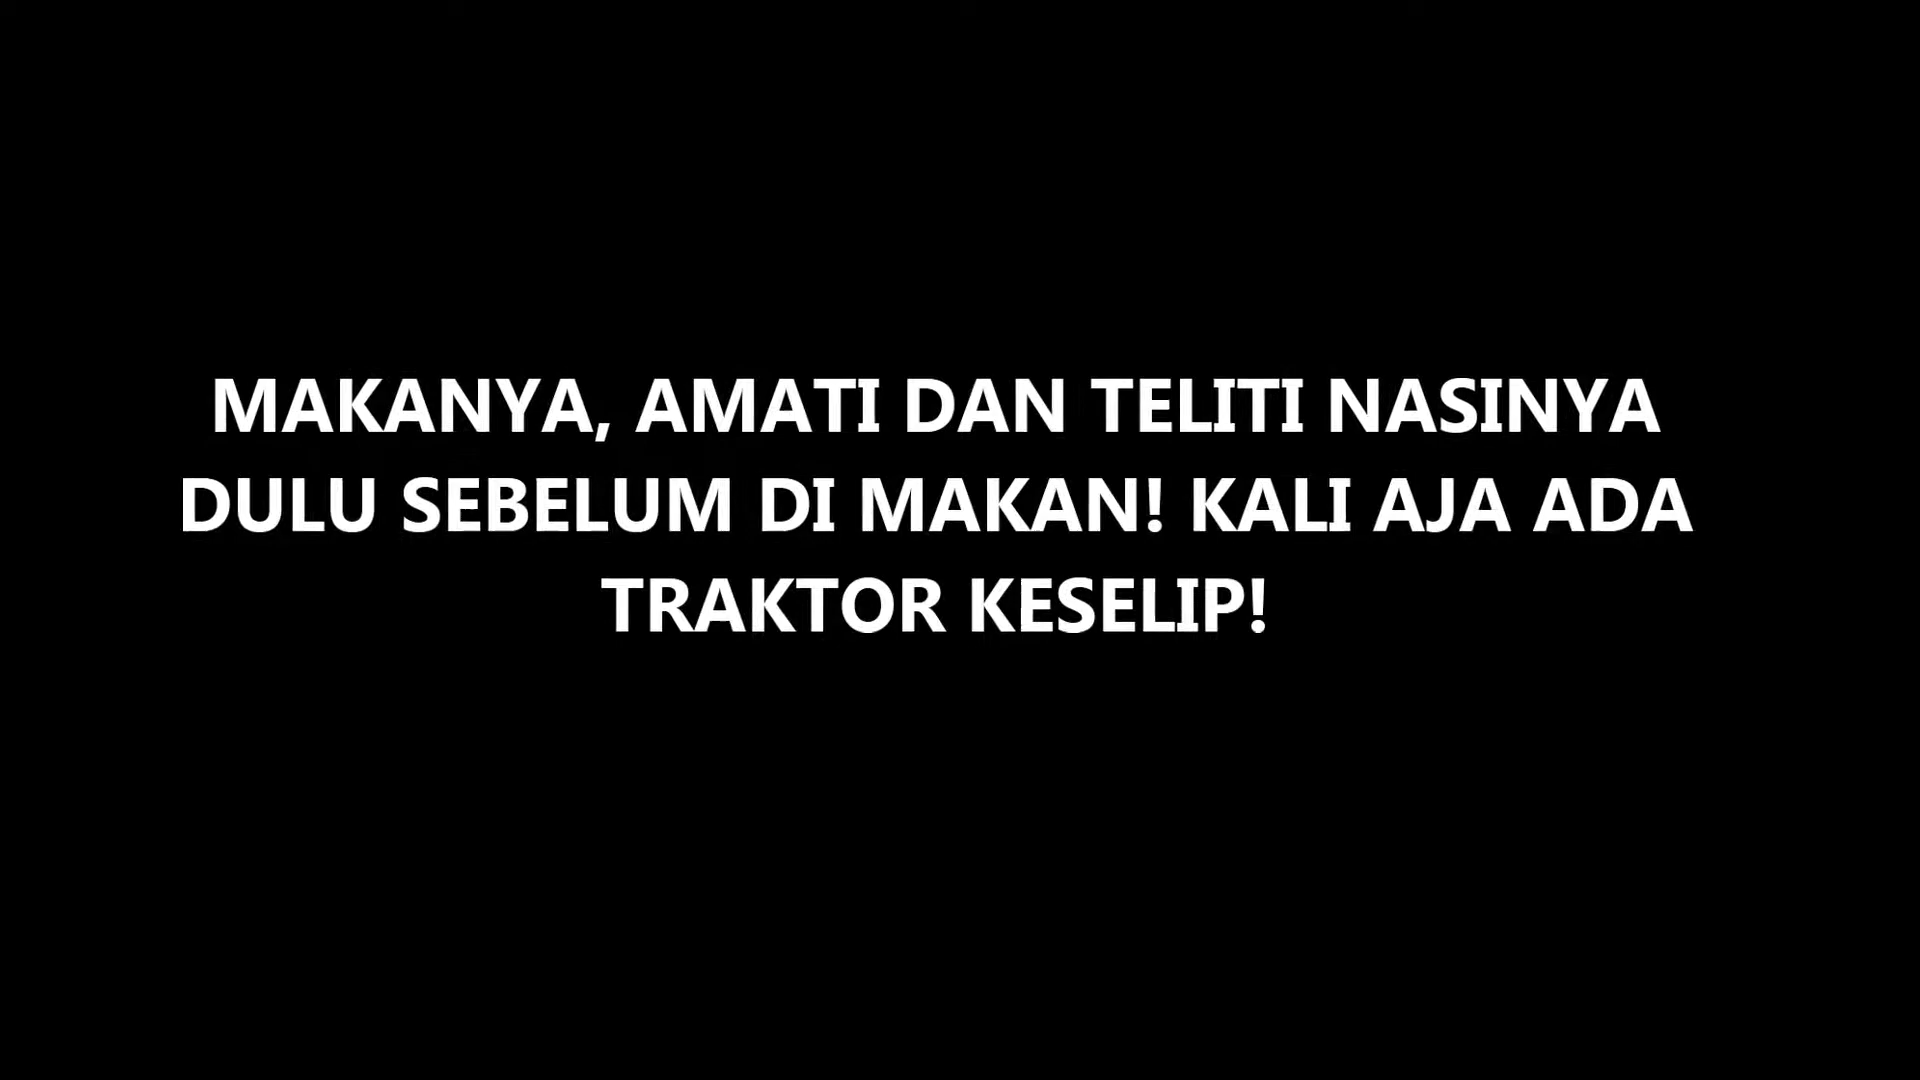 MAKANYA, AMATI DAN TELITI NASINYA
DULU SEBELUM DI MAKAN! KALI AJA ADA
TRAKTOR KESELIP!